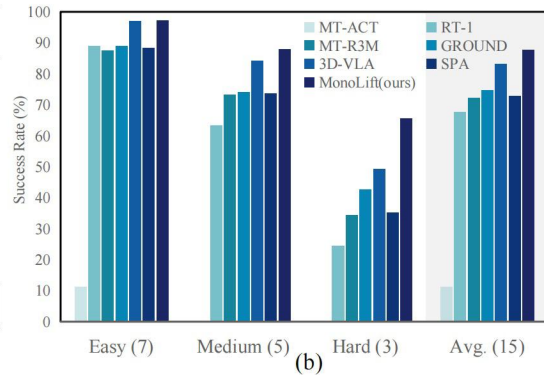 100
90
80
70
60
50
40
30
20
10
0
Success Rate (%)
MT-ACT RT-1
MT-R3M GROUND
3D-VLA SPA
MonoLift(ours)
Easy (7) Medium (5) Hard (3) Avg. (15)
(b)